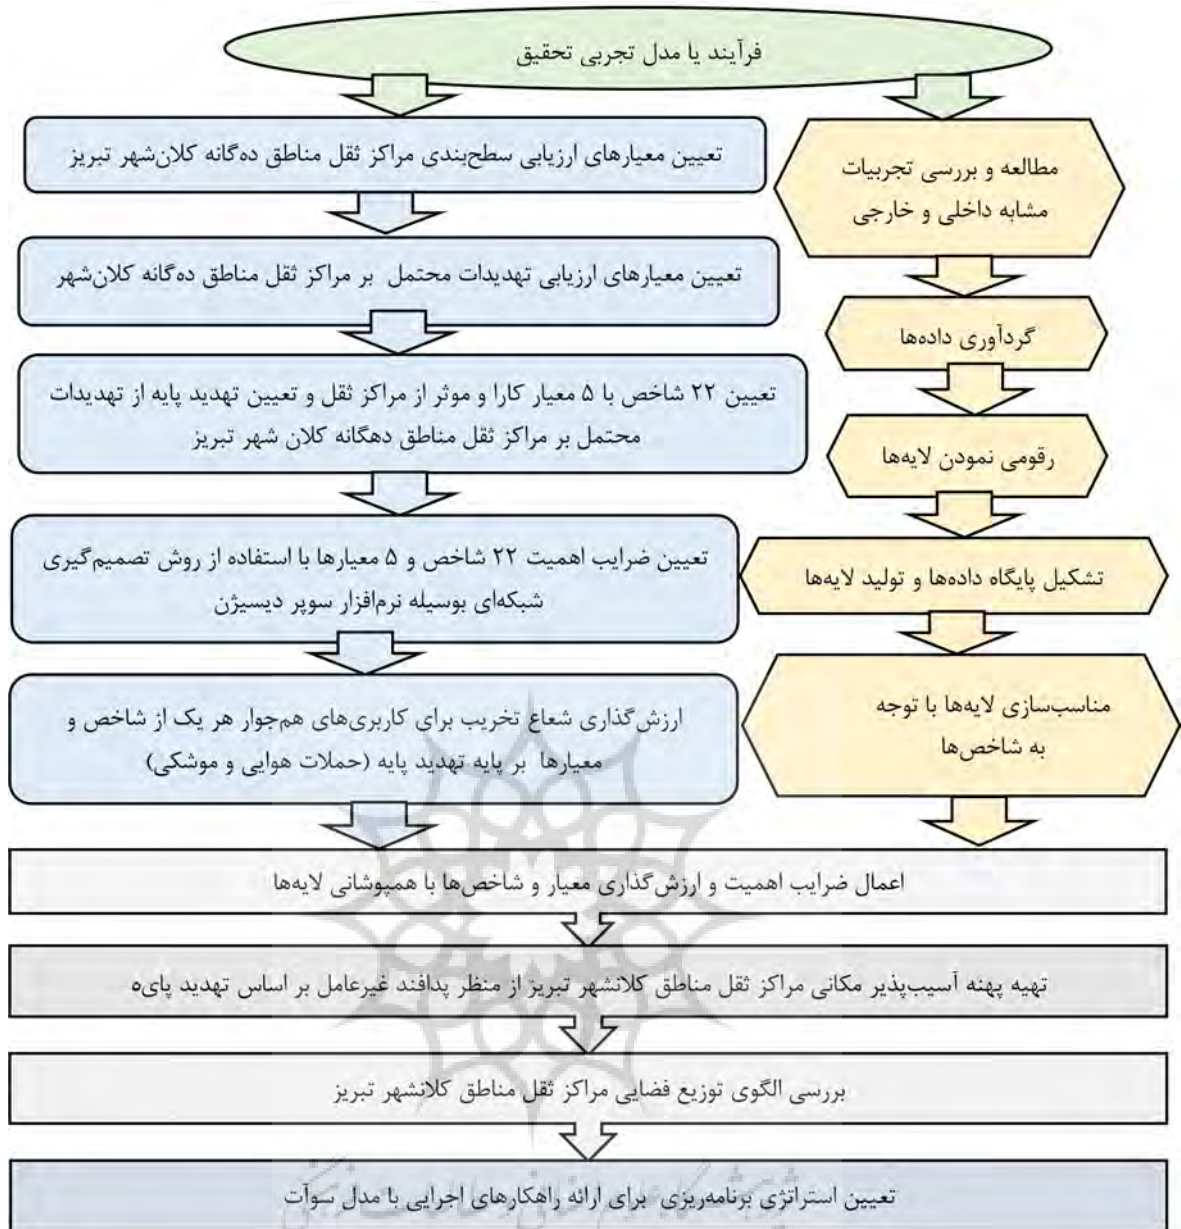 فرآیند یا مدل تجربی تحقیق
مطالعه و بررسی تجربیات
مشابه داخلی و خارجی
گردآوری داده‌ها
رقومی نمودن لایه‌ها
تشکیل پایگاه داده‌ها و تولید لایه‌ها
مناسب‌سازی لایه‌ها با توجه
به شاخص‌ها
تعیین معیارهای ارزیابی سطح‌بندی مراکز ثقل مناطق ده‌گانه کلان‌شهر تبریز
تعیین معیارهای ارزیابی تهدیدات محتمل بر مراکز ثقل مناطق ده‌گانه کلان‌شهر
تعیین ۲۲ شاخص با ۵ معیار کارا و موثر از مراکز ثقل و تعیین تهدید پایه از تهدیدات
محتمل بر مراکز ثقل مناطق دهگانه کلان شهر تبریز
تعیین ضرایب اهمیت ۲۲ شاخص و ۵ معیارها با استفاده از روش تصمیم‌گیری
شبکه‌ای بوسیله نرم‌افزار سوپر دیسیژن
ارزش‌گذاری شعاع تخریب برای کاربری‌های هم‌جوار هر یک از شاخص و
معیارها بر پایه تهدید پایه (حملات هوایی و موشکی)
اعمال ضرایب اهمیت و ارزش‌گذاری معیار و شاخص‌ها با همپوشانی لایه‌ها
تهیه پهنه آسیب‌پذیر مکانی مراکز ثقل مناطق کلانشهر تبریز از منظر پدافند غیرعامل بر اساس تهدید پای‌ه
بررسی الگوی توزیع فضایی مراکز ثقل مناطق کلانشهر تبریز
تعیین استراتژی برنامه‌ریزی برای ارائه راهکارهای اجرایی با مدل سوآت